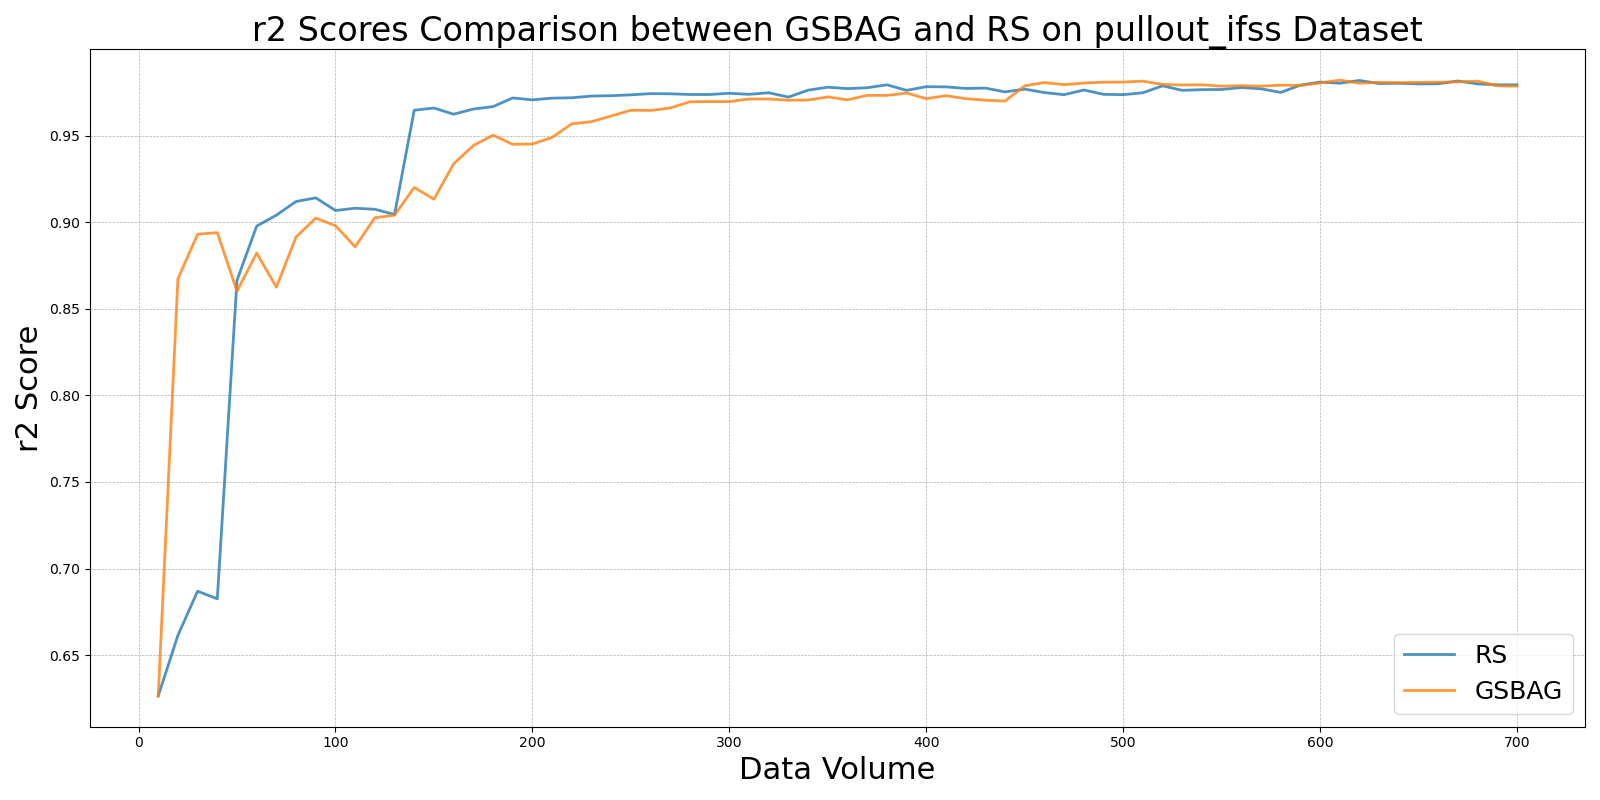 r2 Scores Comparison between GSBAG and RS on pullout_ifss Dataset
r2 Score
0.95
0.90
0.85
0.80
0.75
0.70
0.65
0 100 200 300 400 500 600 700
Data Volume
RS
GSBAG